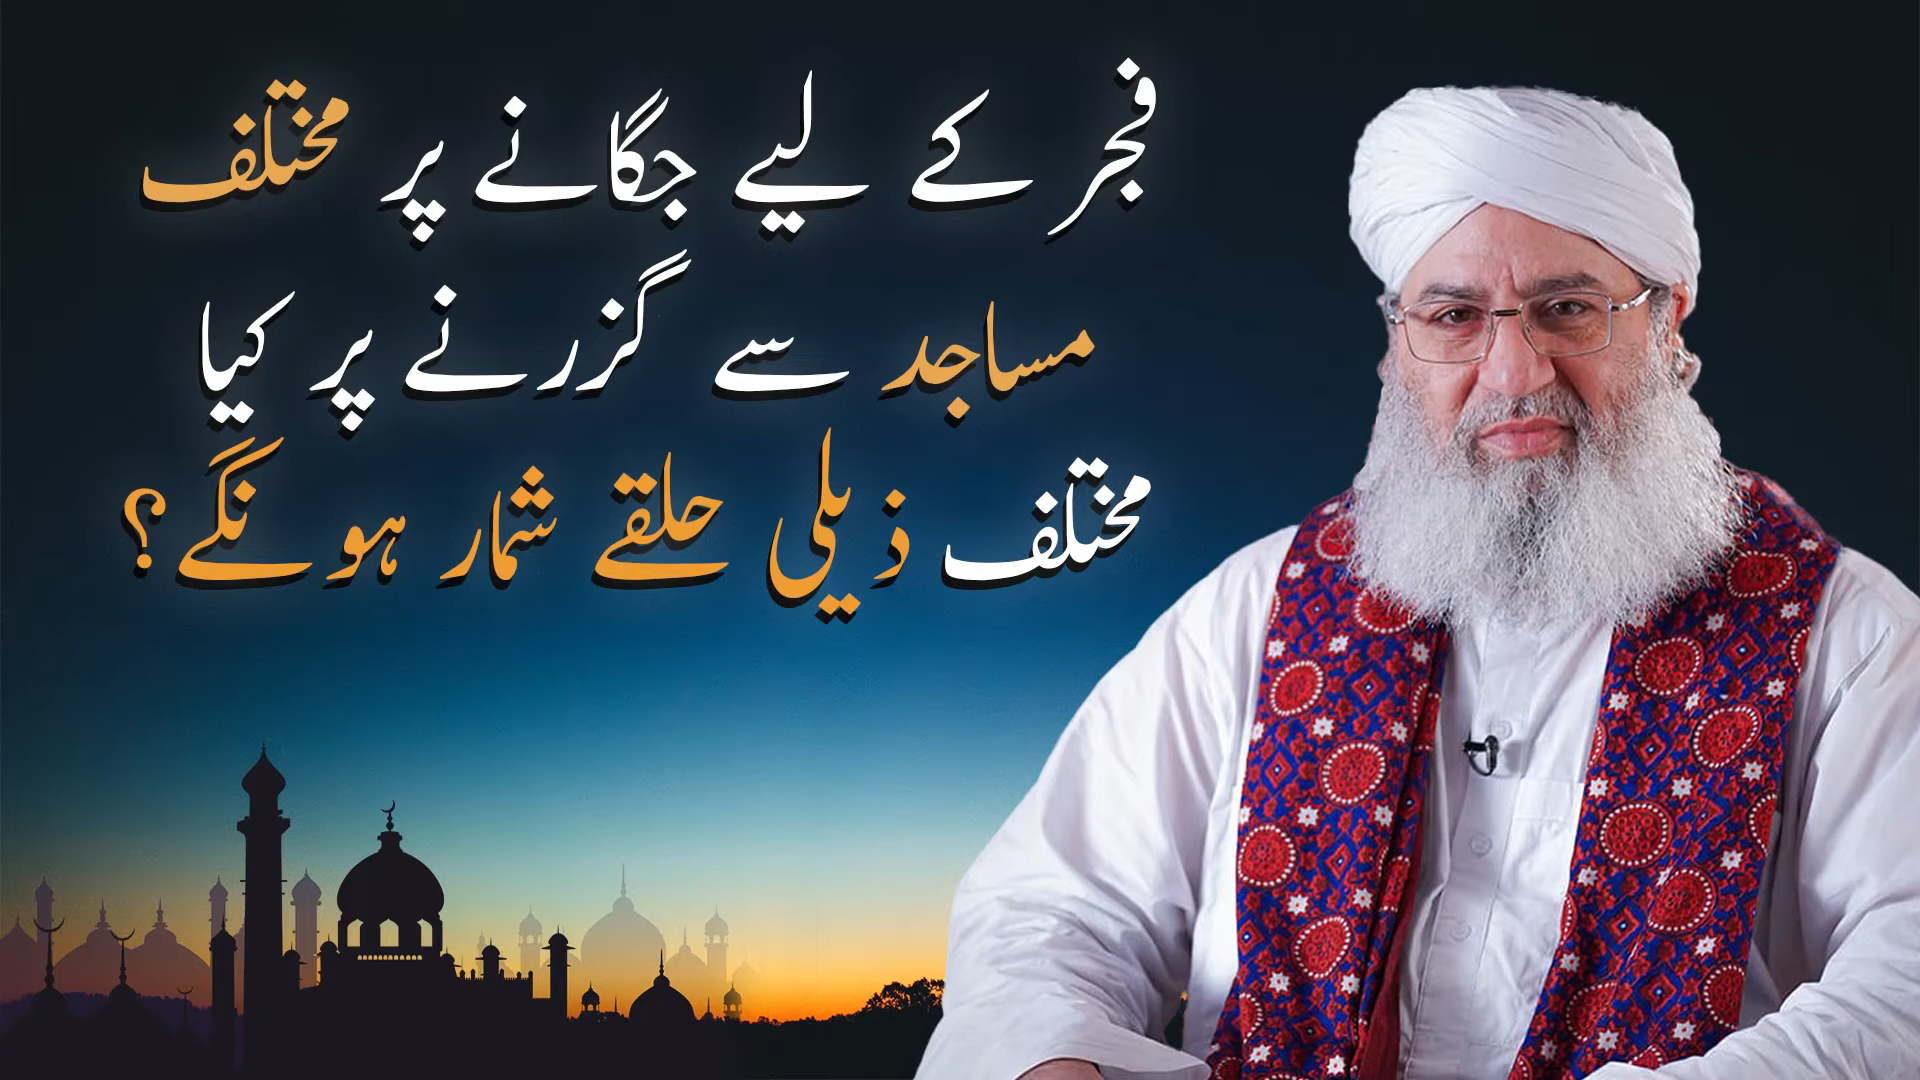 فجر کے لیے جگانے پر مختلف
مساجد سے گزرنے پر کیا
مختلف ذیلی حلقے شمار ہونگے؟